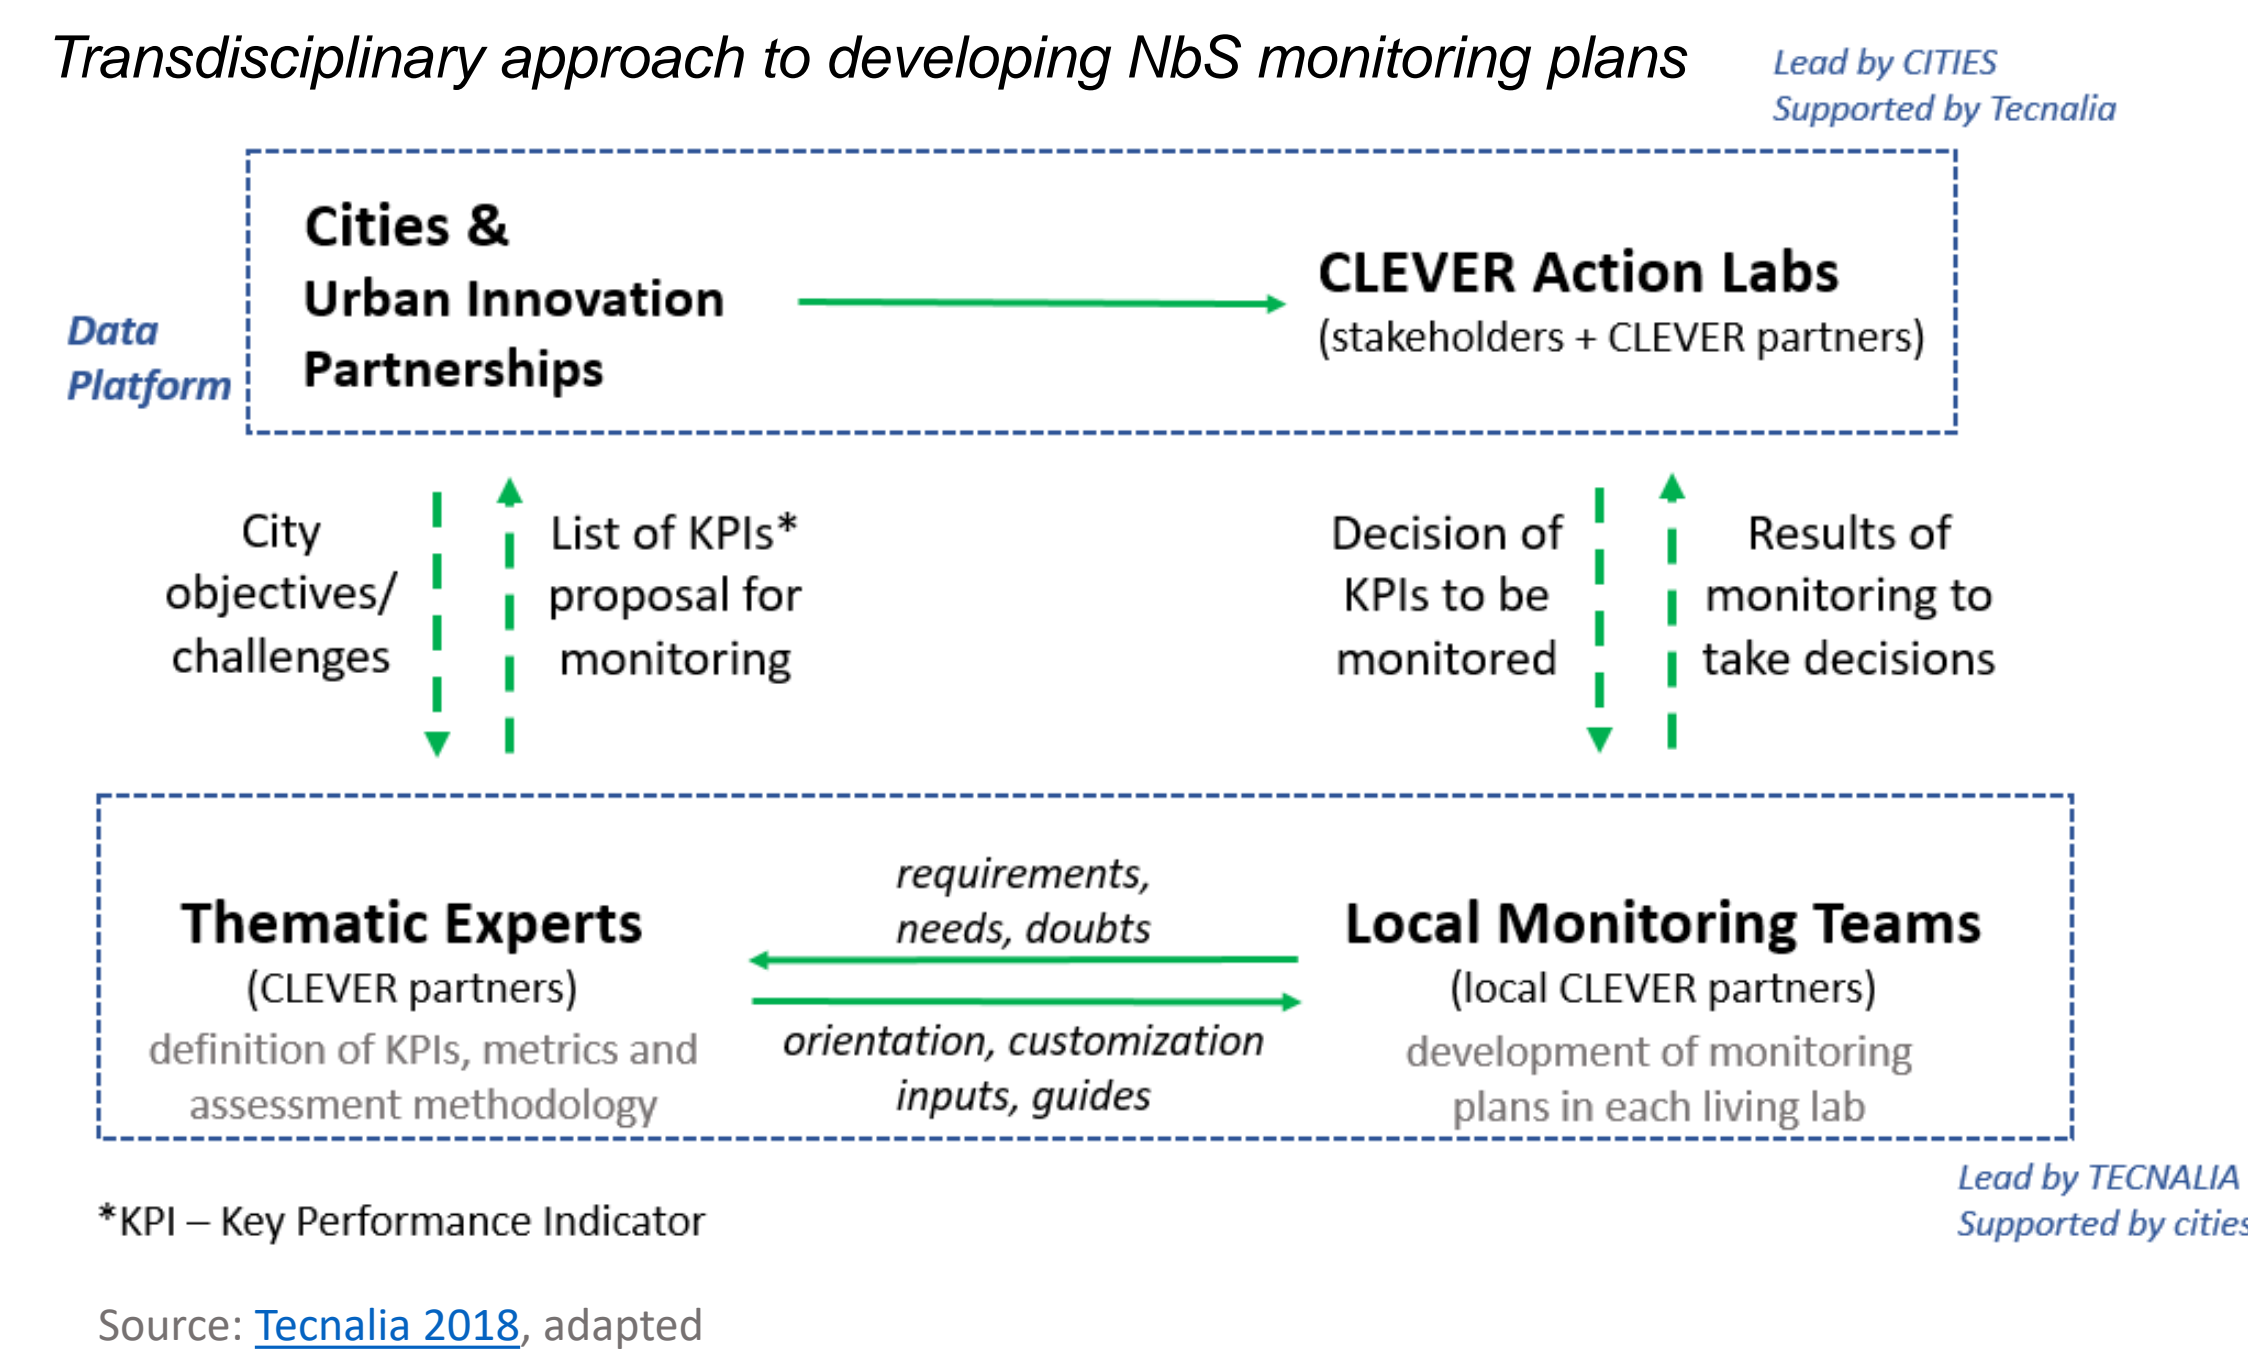 Transdisciplinary approach to developing NbS monitoring plans
Lead by CITIES
Supported by Tecnalia
Data
Platform
Cities &
Urban Innovation
Partnerships
CLEVER Action Labs
(stakeholders + CLEVER partners)
City
objectives/
challenges
List of KPIs*
proposal for
monitoring
Decision of
KPIs to be
monitored
Results of
monitoring to
take decisions
Thematic Experts
(CLEVER partners)
definition of KPIs, metrics and
assessment methodology
requirements,
needs, doubts
orientation, customization
inputs, guides
Local Monitoring Teams
(local CLEVER partners)
development of monitoring
plans in each living lab
Lead by TECNALIA
Supported by cities
*KPI – Key Performance Indicator
Source: Tecnalia 2018, adapted